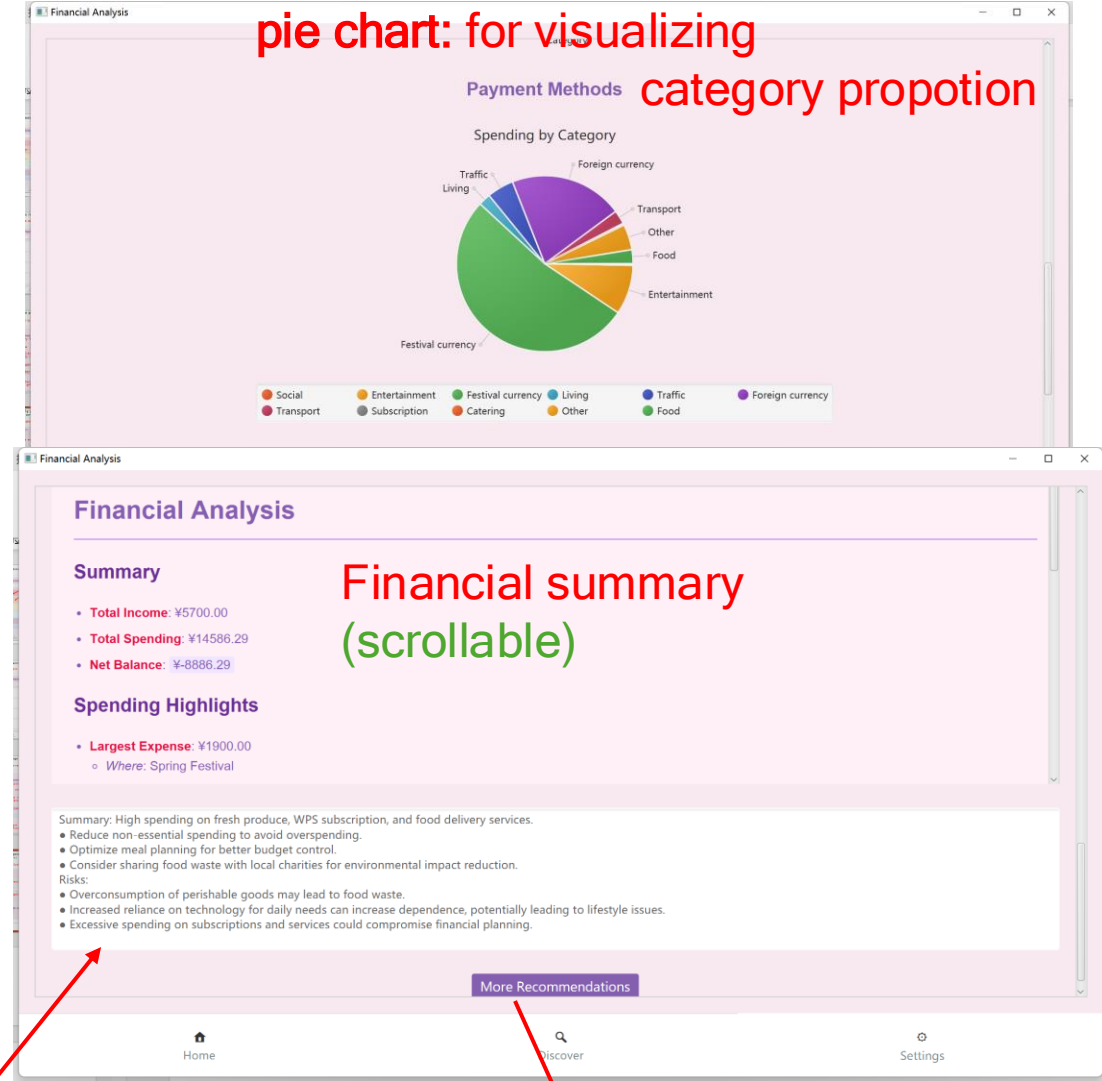 Financial Analysis
pie chart: for visualizing
Category
Payment Methods
category propotion
Spending by Category
Foreign currency
Traffic
Living
Transport
Other
Food
Entertainment
Festival currency
Social Entertainment Festival currency Living Traffic Foreign currency
Transport Subscription Catering Other Food
Financial Analysis
Financial Analysis
Summary
Financial summary
• Total Income: ¥5700.00
• Total Spending: ¥14586.29
(scrollable)
• Net Balance: ¥-8886.29
Spending Highlights
• Largest Expense: ¥1900.00
◦ Where: Spring Festival
Summary: High spending on fresh produce, WPS subscription, and food delivery services.
● Reduce non-essential spending to avoid overspending.
● Optimize meal planning for better budget control.
● Consider sharing food waste with local charities for environmental impact reduction.
Risks:
● Overconsumption of perishable goods may lead to food waste.
● Increased reliance on technology for daily needs can increase dependence, potentially leading to lifestyle issues.
● Excessive spending on subscriptions and services could compromise financial planning.
More Recommendations
Home Discover Settings